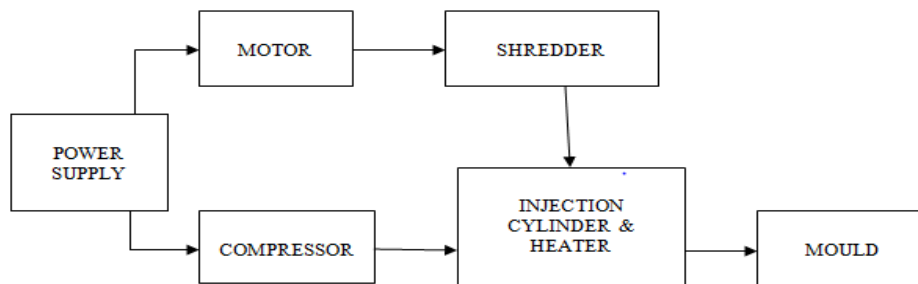 MOTOR
SHREDDER
POWER
SUPPLY
INJECTION
CYLINDER &
HEATER
COMPRESSOR
MOULD